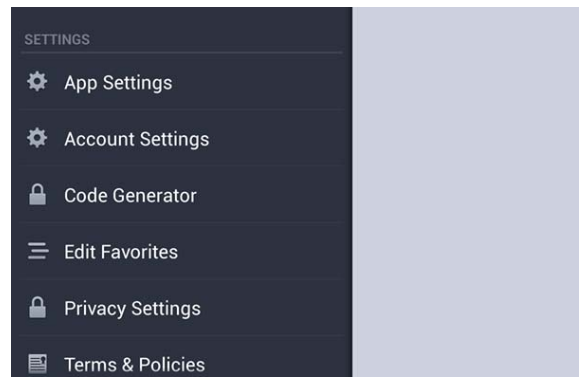 SETTINGS
App Settings
Account Settings
Code Generator
Edit Favorites
Privacy Settings
Terms & Policies